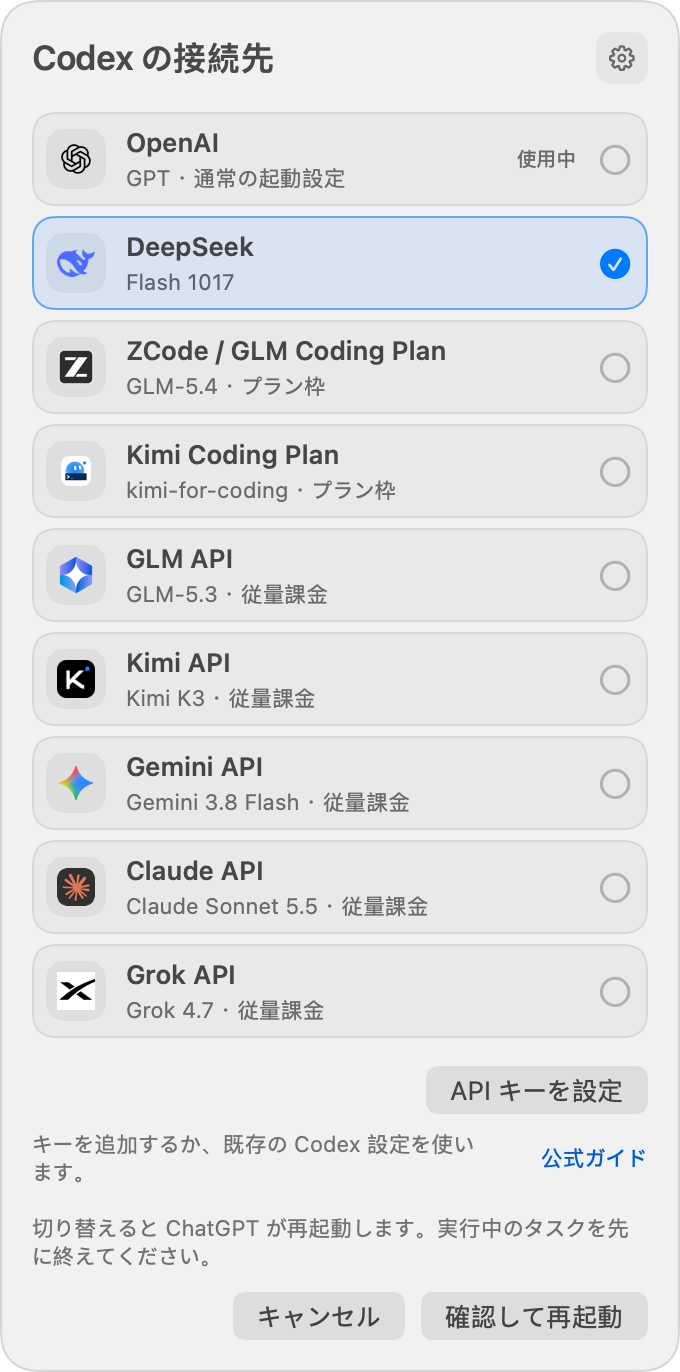 Codex の接続先
OpenAI
GPT · 通常の起動設定
使用中
DeepSeek
Flash 1017
ZCode / GLM Coding Plan
GLM-5.4 · プラン枠
Kimi Coding Plan
kimi-for-coding · プラン枠
GLM API
GLM-5.3 · 従量課金
Kimi API
Kimi K3 · 従量課金
Gemini API
Gemini 3.8 Flash · 従量課金
Claude API
Claude Sonnet 5.5 · 従量課金
Grok API
Grok 4.7 · 従量課金
API キーを設定
キーを追加するか、既存の Codex 設定を使い
ます。
公式ガイド
切り替えると ChatGPT が再起動します。実行中のタスクを先
に終えてください。
キャンセル
確認して再起動